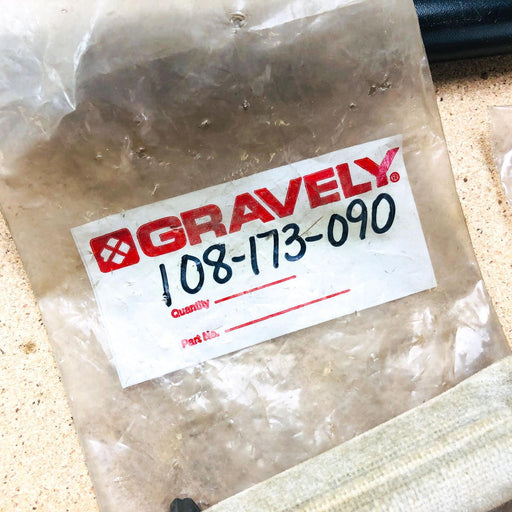 GRAVELY®
108-173-090
Quantity
Part No.